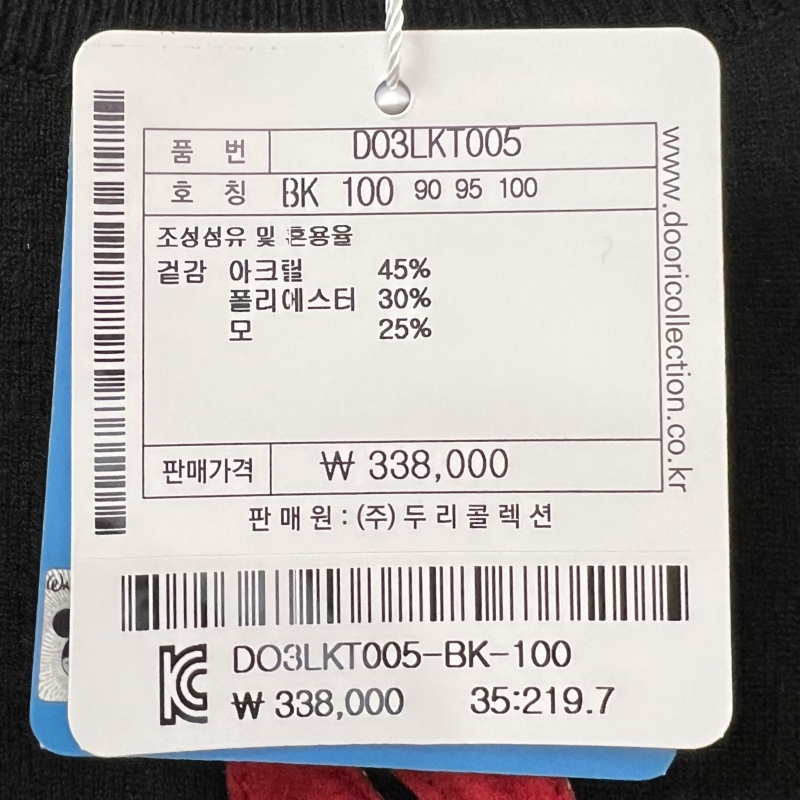 품 번 DO3LKT005
호 칭 BK 100 90 95 100
조성섬유 및 혼용율
겉감 아크릴 45%
폴리에스터 30%
모 25%
판매가격 ₩ 338,000
판 매 원 : (주) 두 리 콜 렉 션
www.dooricollection.co.kr
DO3LKT005-BK-100
₩ 338,000 35:219.7